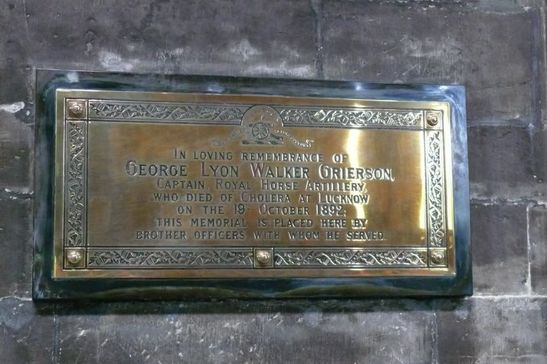 IN LOVING REMEMBRANCE OF
GEORGE LYON WALKER GRIERSON,
CAPTAIN ROYAL HORSE ARTILLERY,
WHO DIED OF CHOLERA AT LUCKNOW
ON THE 19TH OCTOBER 1892.
THIS MEMORIAL IS PLACED HERE BY
BROTHER OFFICERS WITH WHOM HE SERVED.